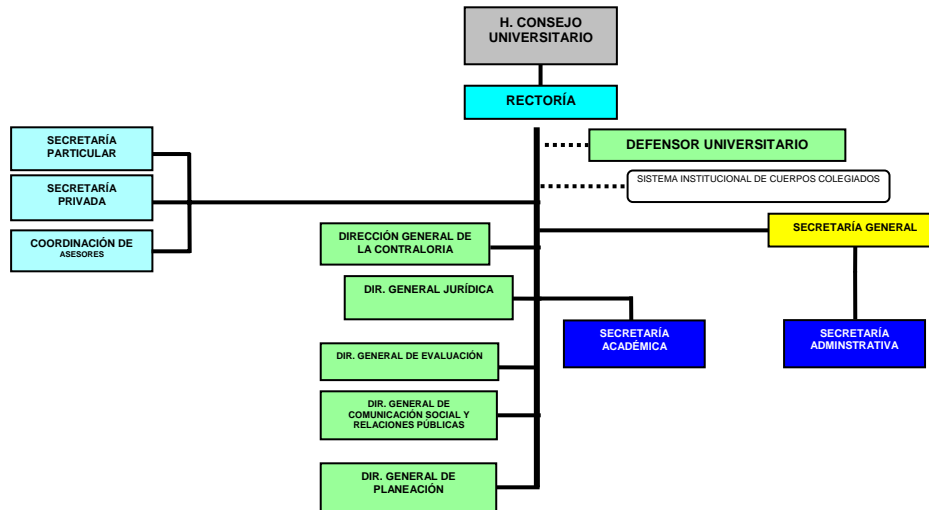 H. CONSEJO
UNIVERSITARIO
RECTORÍA
DEFENSOR UNIVERSITARIO
SISTEMA INSTITUCIONAL DE CUERPOS COLEGIADOS
SECRETARÍA
PARTICULAR
SECRETARÍA
PRIVADA
COORDINACIÓN DE
ASESORES
SECRETARÍA GENERAL
DIRECCIÓN GENERAL DE
LA CONTRALORIA
DIR. GENERAL JURÍDICA
SECRETARÍA
ACADÉMICA
SECRETARÍA
ADMINSTRATIVA
DIR. GENERAL DE EVALUACIÓN
DIR. GENERAL DE
COMUNICACIÓN SOCIAL Y
RELACIONES PÚBLICAS
DIR. GENERAL DE
PLANEACIÓN